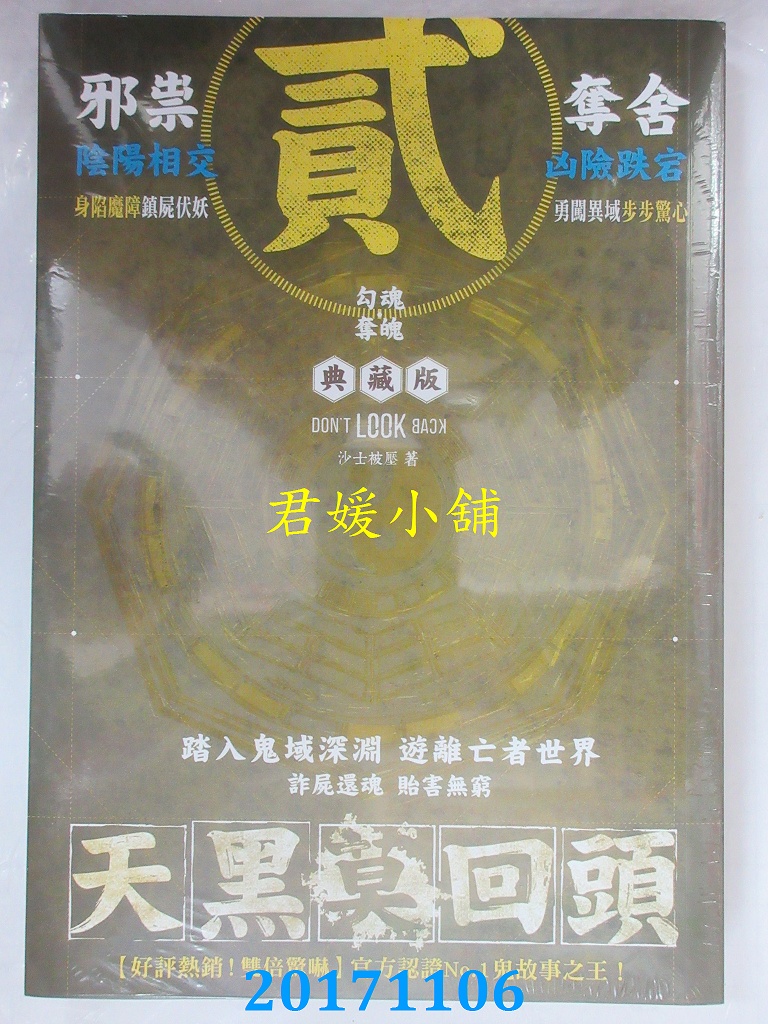 貳
邪祟
陰陽相交
身陷魔障鎮屍伏妖
奪舍
凶險跌宕
勇闖異域步步驚心
勾魂
奪魄
典藏版
DON'T LOOK BACK
沙士被壓 著
君媛小舖
踏入鬼域深淵 遊離亡者世界
詐屍還魂 貽害無窮
天黑莫回頭
【好評熱銷！雙倍驚嚇】官方認證No.1鬼故事之王！
20171106